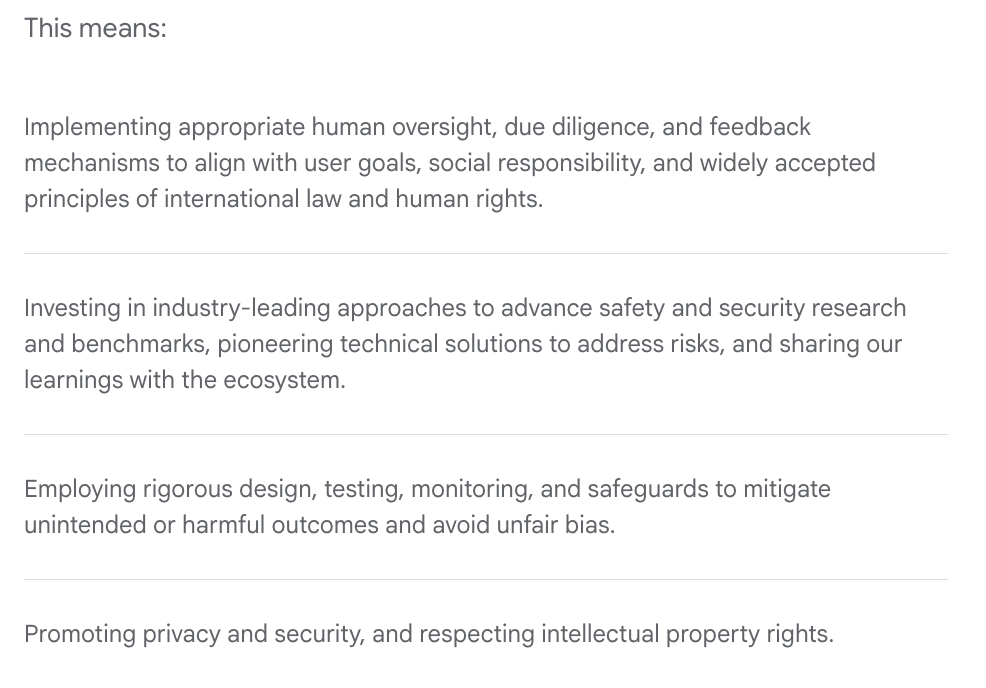 This means:
Implementing appropriate human oversight, due diligence, and feedback
mechanisms to align with user goals, social responsibility, and widely accepted
principles of international law and human rights.
Investing in industry-leading approaches to advance safety and security research
and benchmarks, pioneering technical solutions to address risks, and sharing our
learnings with the ecosystem.
Employing rigorous design, testing, monitoring, and safeguards to mitigate
unintended or harmful outcomes and avoid unfair bias.
Promoting privacy and security, and respecting intellectual property rights.